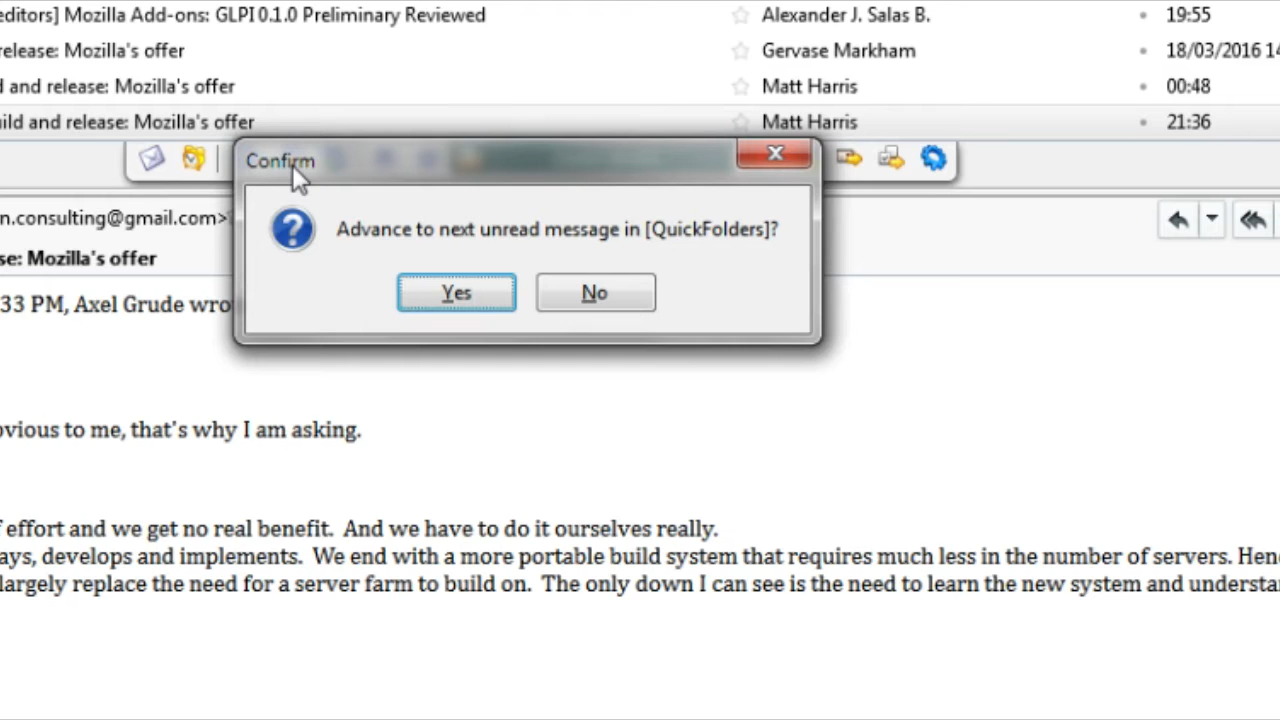 editors] Mozilla Add-ons: GLPI 0.1.0 Preliminary Reviewed Alexander J. Salas B. 19:55
release: Mozilla's offer Gervase Markham 18/03/2016 14
d and release: Mozilla's offer Matt Harris 00:48
ild and release: Mozilla's offer Matt Harris 21:36
Confirm
n.consulting@gmail.com>
Advance to next unread message in [QuickFolders]?
se: Mozilla's offer
Yes No
33 PM, Axel Grude wro
vious to me, that's why I am asking.
f effort and we get no real benefit. And we have to do it ourselves really.
ays, develops and implements. We end with a more portable build system that requires much less in the number of servers. Hen
largely replace the need for a server farm to build on. The only down I can see is the need to learn the new system and understa